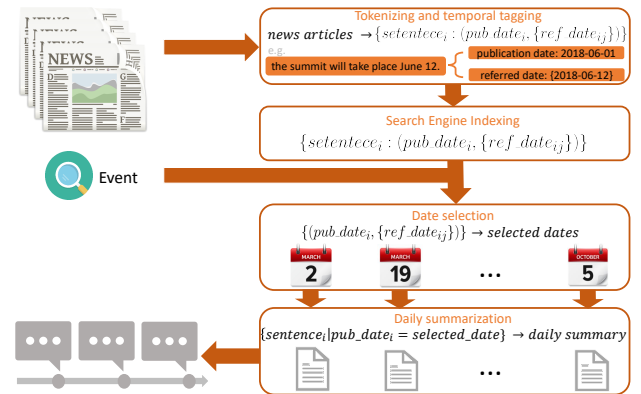 Tokenizing and temporal tagging
news articles → {setentece_i : (pub_date_i, {ref_date_ij})}
e.g.
the summit will take place June 12.
publication date: 2018-06-01
referred date: {2018-06-12}
NEWS
Search Engine Indexing
{setentece_i : (pub_date_i, {ref_date_ij})}
Event
Date selection
{(pub_date_i, {ref_date_ij})} → selected dates
MARCH
2
MARCH
19
...
OCTOBER
5
Daily summarization
{sentence_i|pub_date_i = selected_date} → daily summary
...